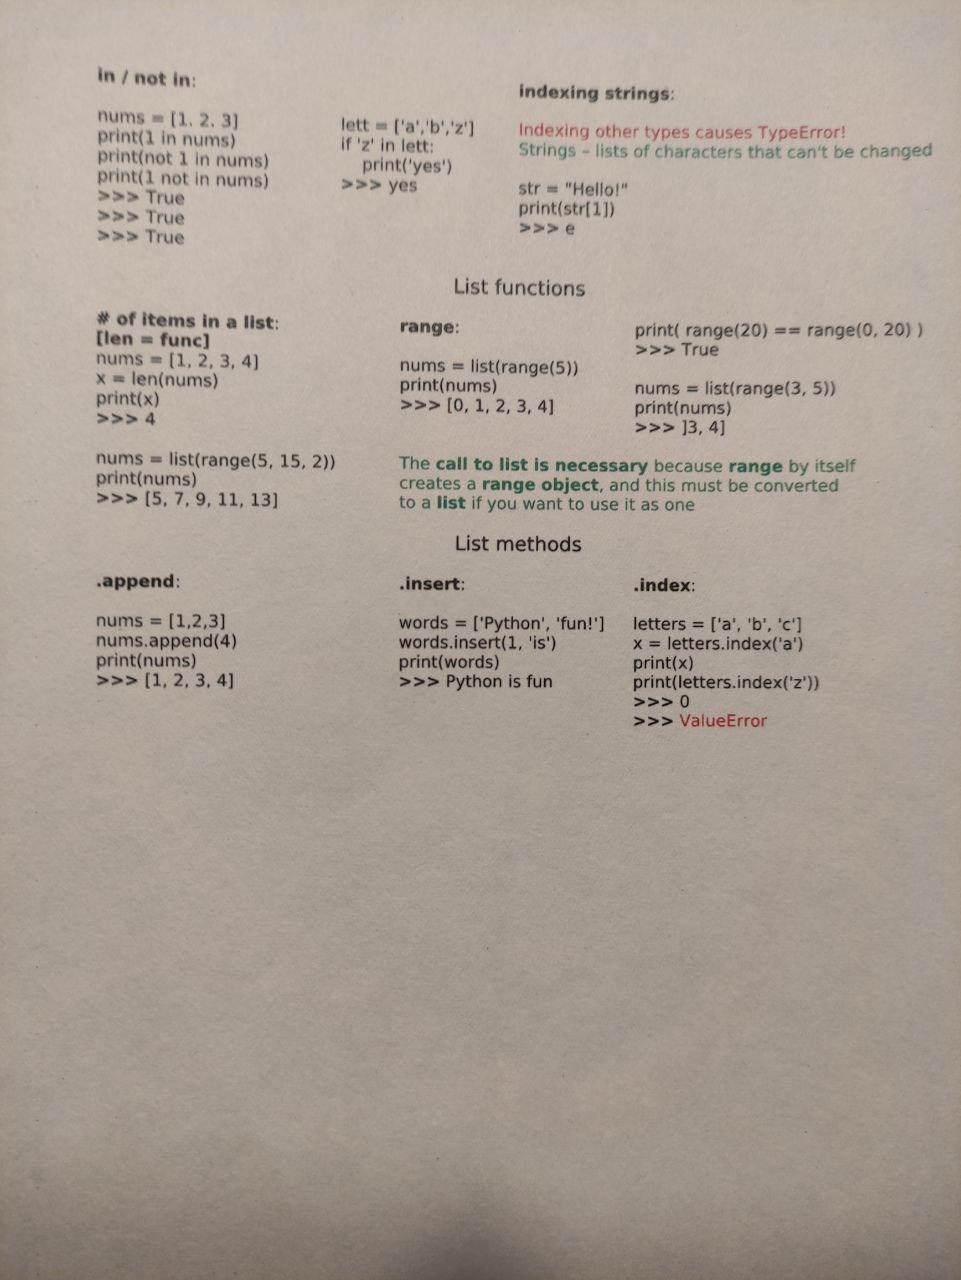 in / not in:
nums = [1. 2. 3]
print(1 in nums)
print(not 1 in nums)
print(1 not in nums)
>>> True
>>> True
>>> True
lett = ['a','b','z']
if 'z' in lett:
    print('yes')
>>> yes
indexing strings:
Indexing other types causes TypeError!
Strings – lists of characters that can't be changed
str = "Hello!"
print(str[1])
>>> e
List functions
# of items in a list:
[len = func]
nums = [1, 2, 3, 4]
x = len(nums)
print(x)
>>> 4
nums = list(range(5, 15, 2))
print(nums)
>>> [5, 7, 9, 11, 13]
range:
nums = list(range(5))
print(nums)
>>> [0, 1, 2, 3, 4]
print( range(20) == range(0, 20) )
>>> True
nums = list(range(3, 5))
print(nums)
>>> ]3, 4]
The call to list is necessary because range by itself
creates a range object, and this must be converted
to a list if you want to use it as one
List methods
.append:
nums = [1,2,3]
nums.append(4)
print(nums)
>>> [1, 2, 3, 4]
.insert:
words = ['Python', 'fun!']
words.insert(1, 'is')
print(words)
>>> Python is fun
.index:
letters = ['a', 'b', 'c']
x = letters.index('a')
print(x)
print(letters.index('z'))
>>> 0
>>> ValueError